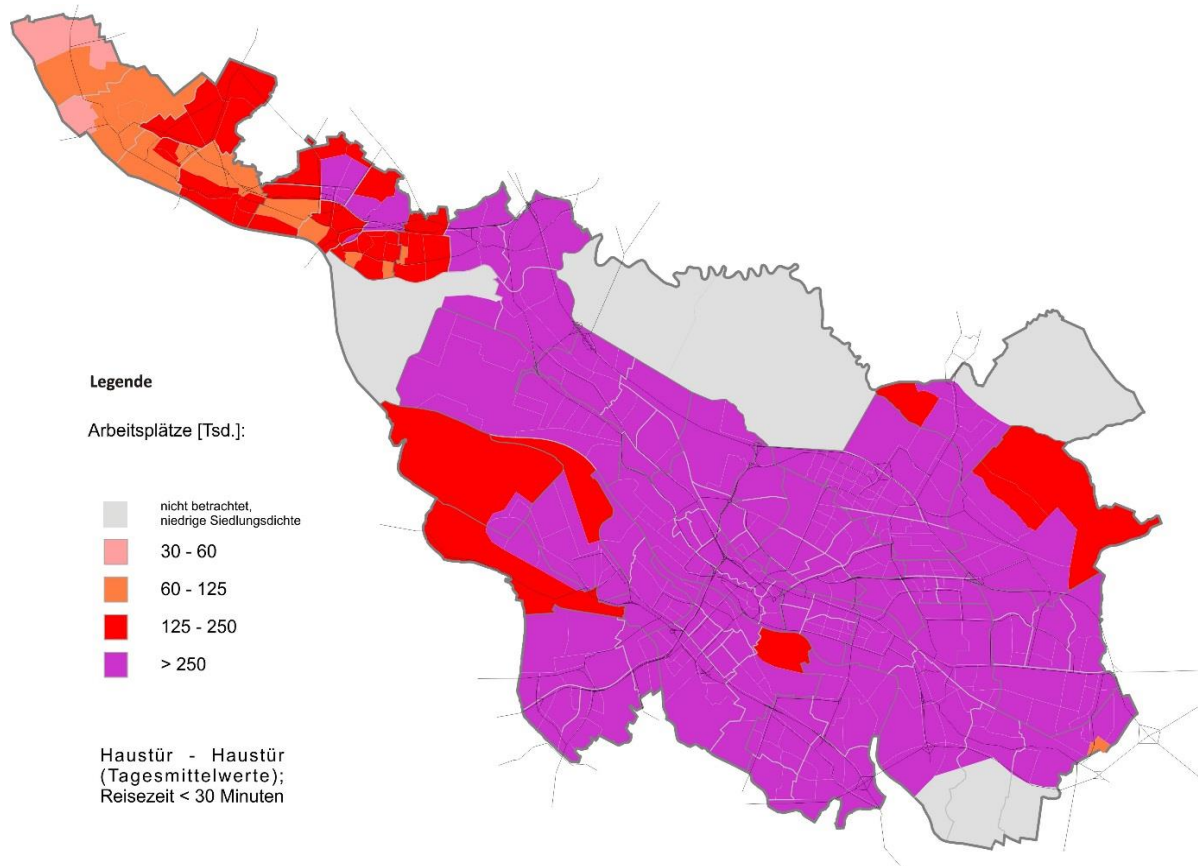 Legende
Arbeitsplätze [Tsd.]:
nicht betrachtet,
niedrige Siedlungsdichte
30 - 60
60 - 125
125 - 250
> 250
Haustür - Haustür
(Tagesmittelwerte);
Reisezeit < 30 Minuten